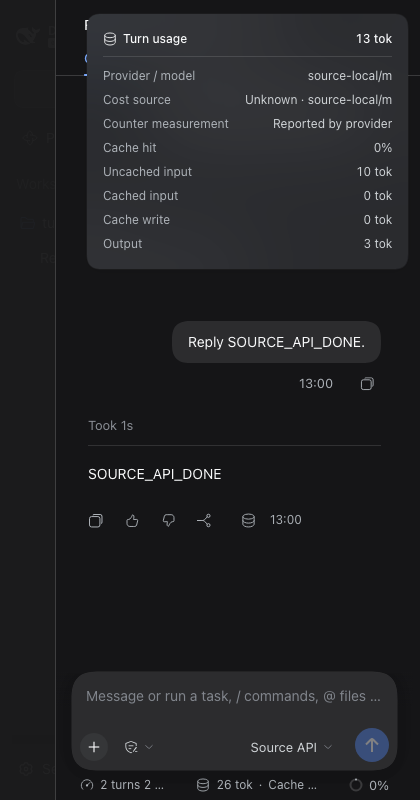 Turn usage 13 tok
Provider / model source-local/m
Cost source Unknown · source-local/m
Counter measurement Reported by provider
Cache hit 0%
Uncached input 10 tok
Cached input 0 tok
Cache write 0 tok
Output 3 tok
Reply SOURCE_API_DONE.
13:00
Took 1s
SOURCE_API_DONE
13:00
Message or run a task, / commands, @ files ...
Source API
2 turns 2 ... 26 tok · Cache ... 0%